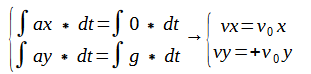 ∫ ax * dt=∫ 0 * dt → vx=v₀ x
∫ ay * dt=∫ g * dt → vy=+v₀ y